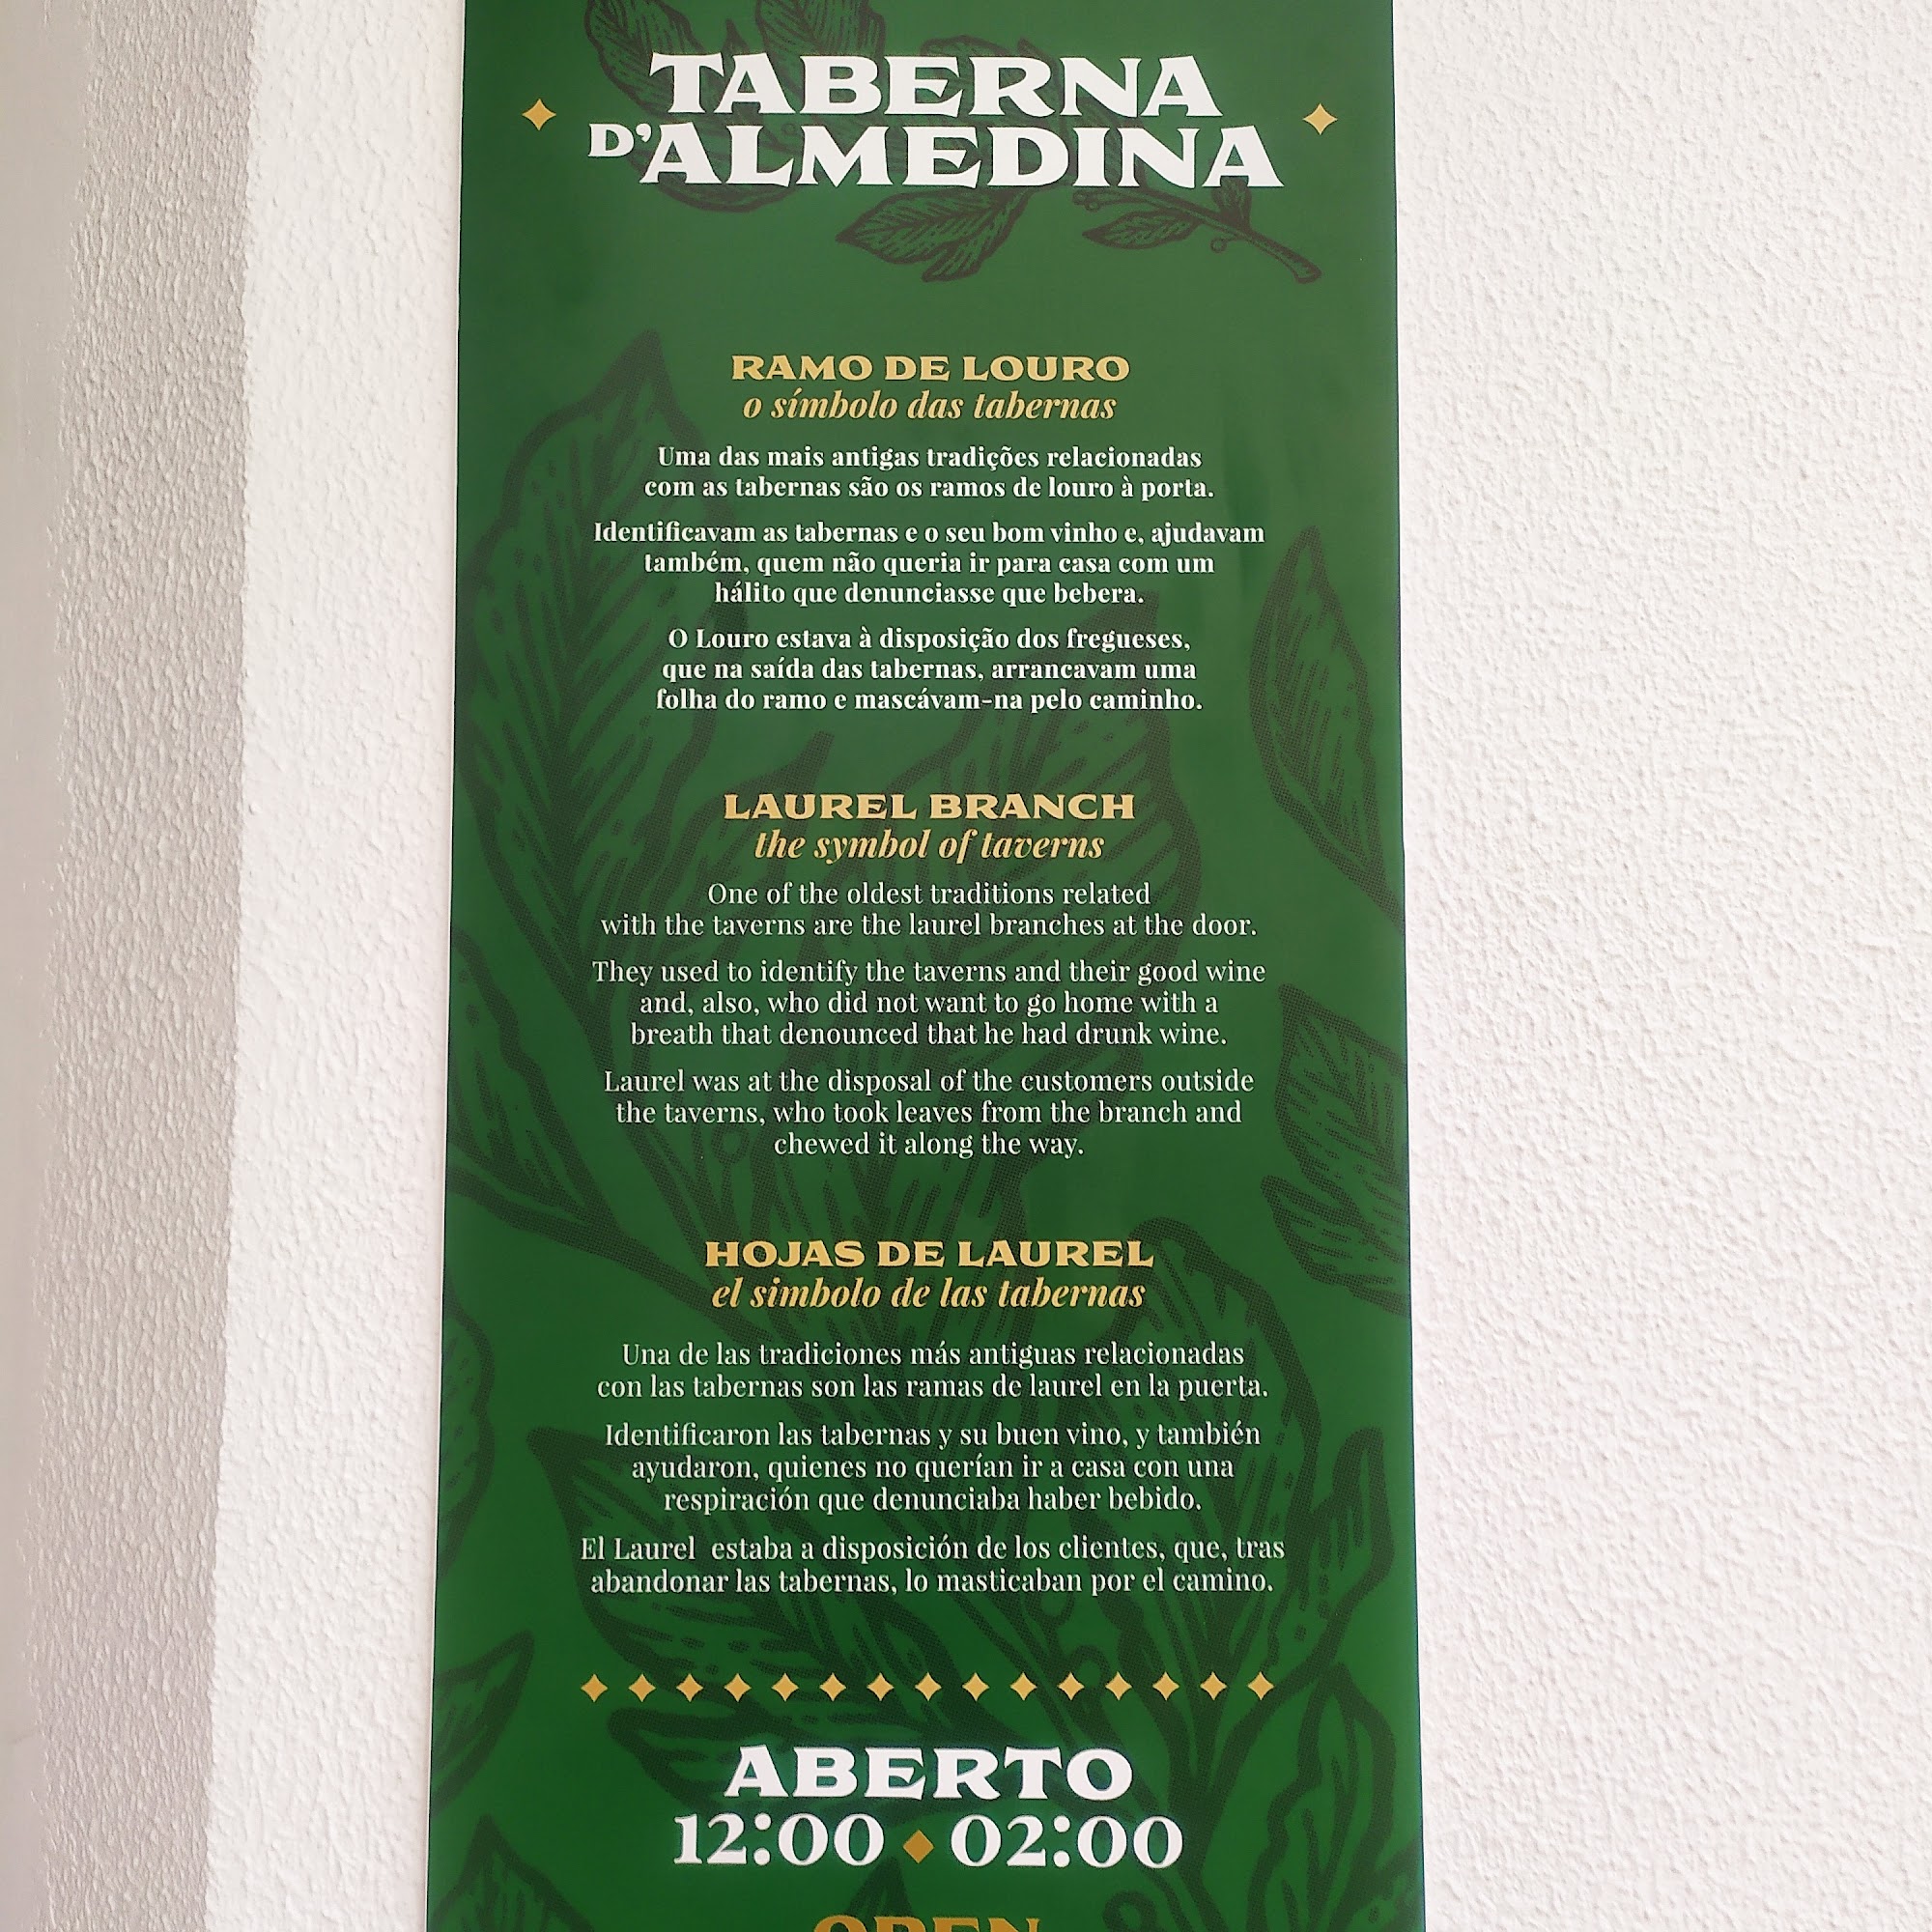 TABERNA
D'ALMEDINA
RAMO DE LOURO
o símbolo das tabernas
Uma das mais antigas tradições relacionadas
com as tabernas são os ramos de louro à porta.
Identificavam as tabernas e o seu bom vinho e, ajudavam
também, quem não queria ir para casa com um
hálito que denunciasse que bebera.
O Louro estava à disposição dos fregueses,
que na saída das tabernas, arrancavam uma
folha do ramo e mascávam-na pelo caminho.
LAUREL BRANCH
the symbol of taverns
One of the oldest traditions related
with the taverns are the laurel branches at the door.
They used to identify the taverns and their good wine
and, also, who did not want to go home with a
breath that denounced that he had drunk wine.
Laurel was at the disposal of the customers outside
the taverns, who took leaves from the branch and
chewed it along the way.
HOJAS DE LAUREL
el simbolo de las tabernas
Una de las tradiciones más antiguas relacionadas
con las tabernas son las ramas de laurel en la puerta.
Identificaron las tabernas y su buen vino, y también
ayudaron, quienes no querían ir a casa con una
respiración que denunciaba haber bebido.
El Laurel estaba a disposición de los clientes, que, tras
abandonar las tabernas, lo masticaban por el camino.
ABERTO
12:00 ◆ 02:00
OPEN